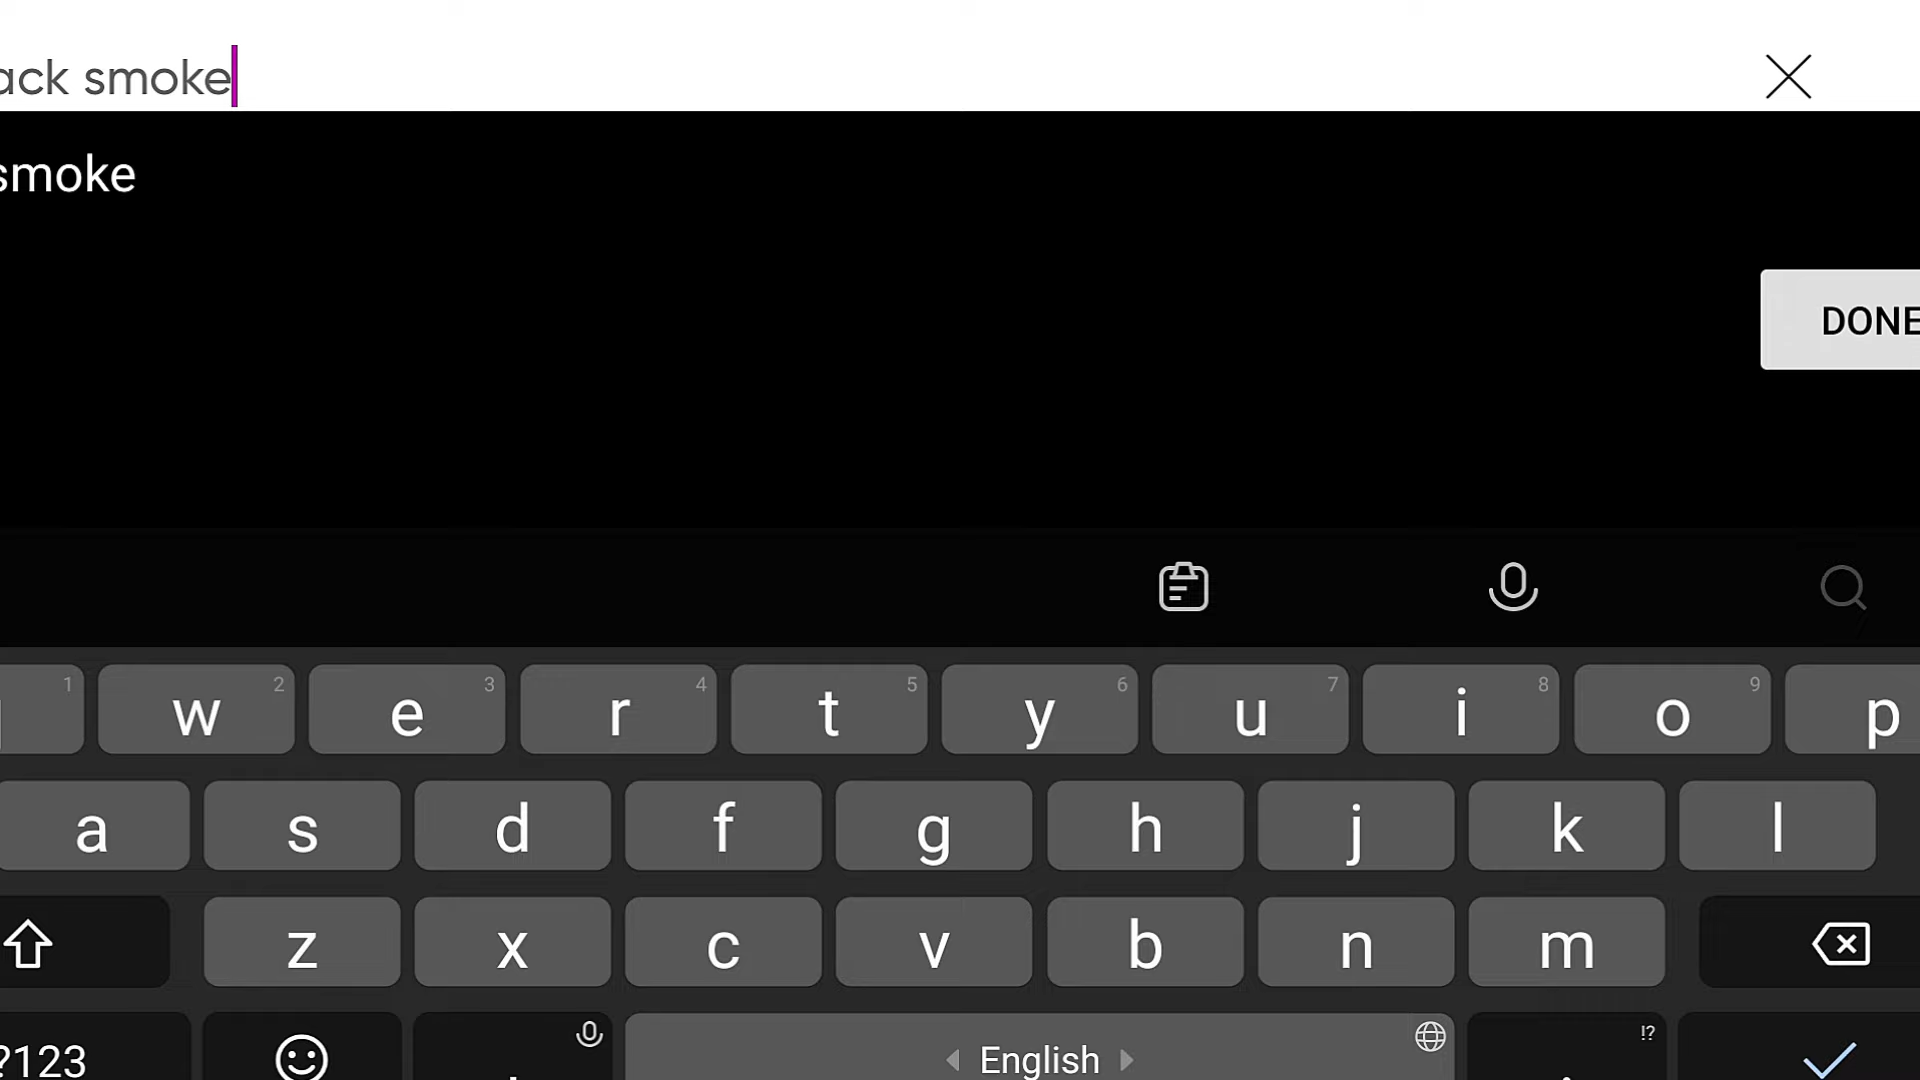 ack smoke
smoke
DONE
1 2 3 4 5 6 7 8 9
w e r t y u i o p
a s d f g h j k l
z x c v b n m
?123 English !?